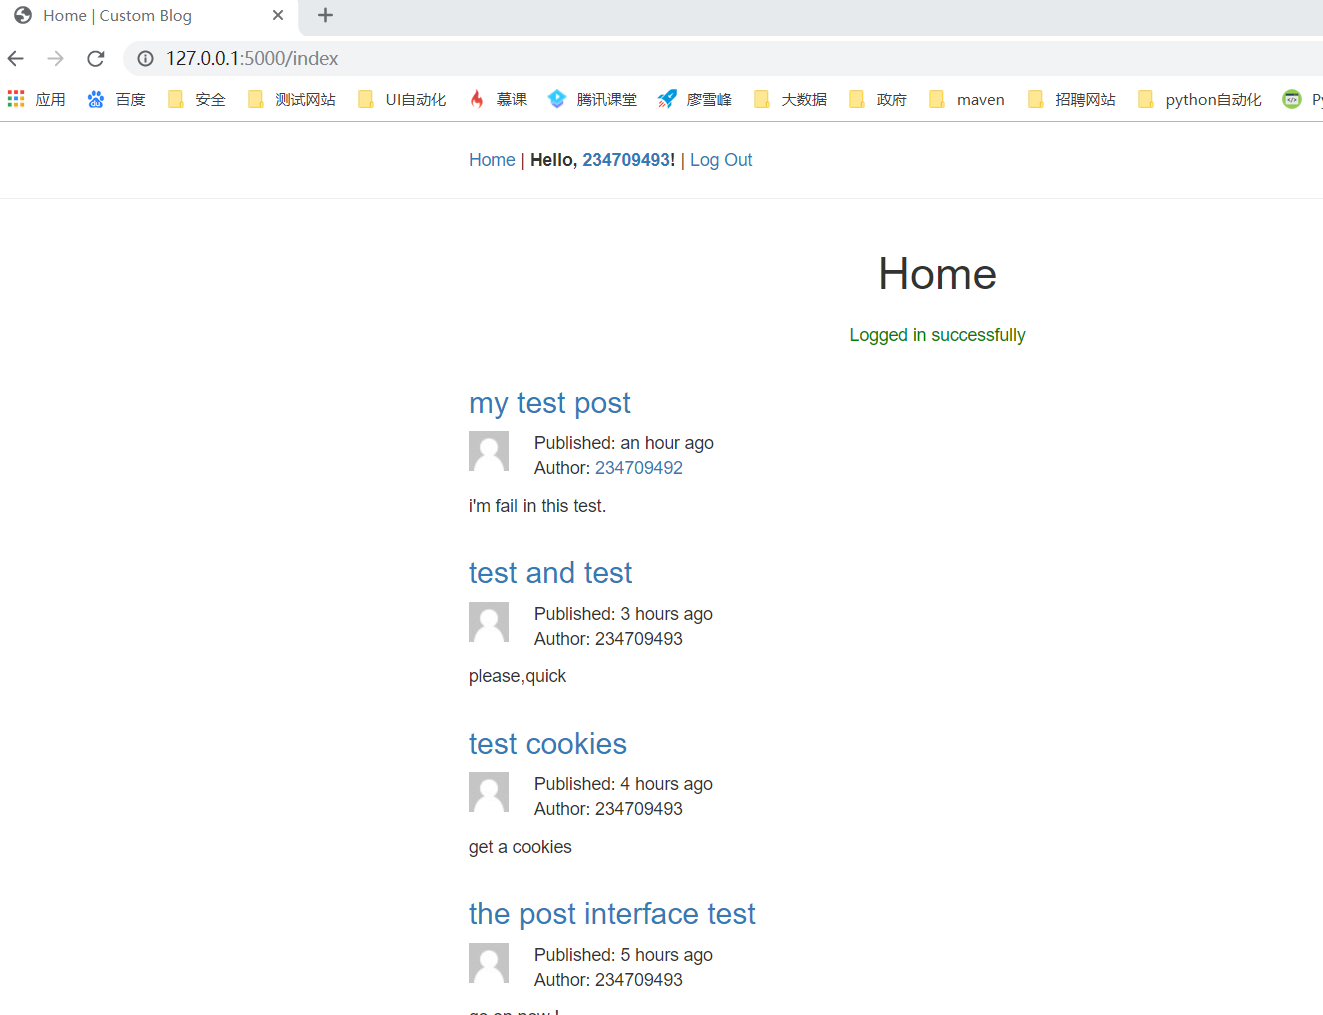 Home | Custom Blog
127.0.0.1:5000/index
应用 百度 安全 测试网站 UI自动化 慕课 腾讯课堂 廖雪峰 大数据 政府 maven 招聘网站 python自动化
Home | Hello, 234709493! | Log Out
Home
Logged in successfully
my test post
Published: an hour ago
Author: 234709492
i'm fail in this test.
test and test
Published: 3 hours ago
Author: 234709493
please,quick
test cookies
Published: 4 hours ago
Author: 234709493
get a cookies
the post interface test
Published: 5 hours ago
Author: 234709493